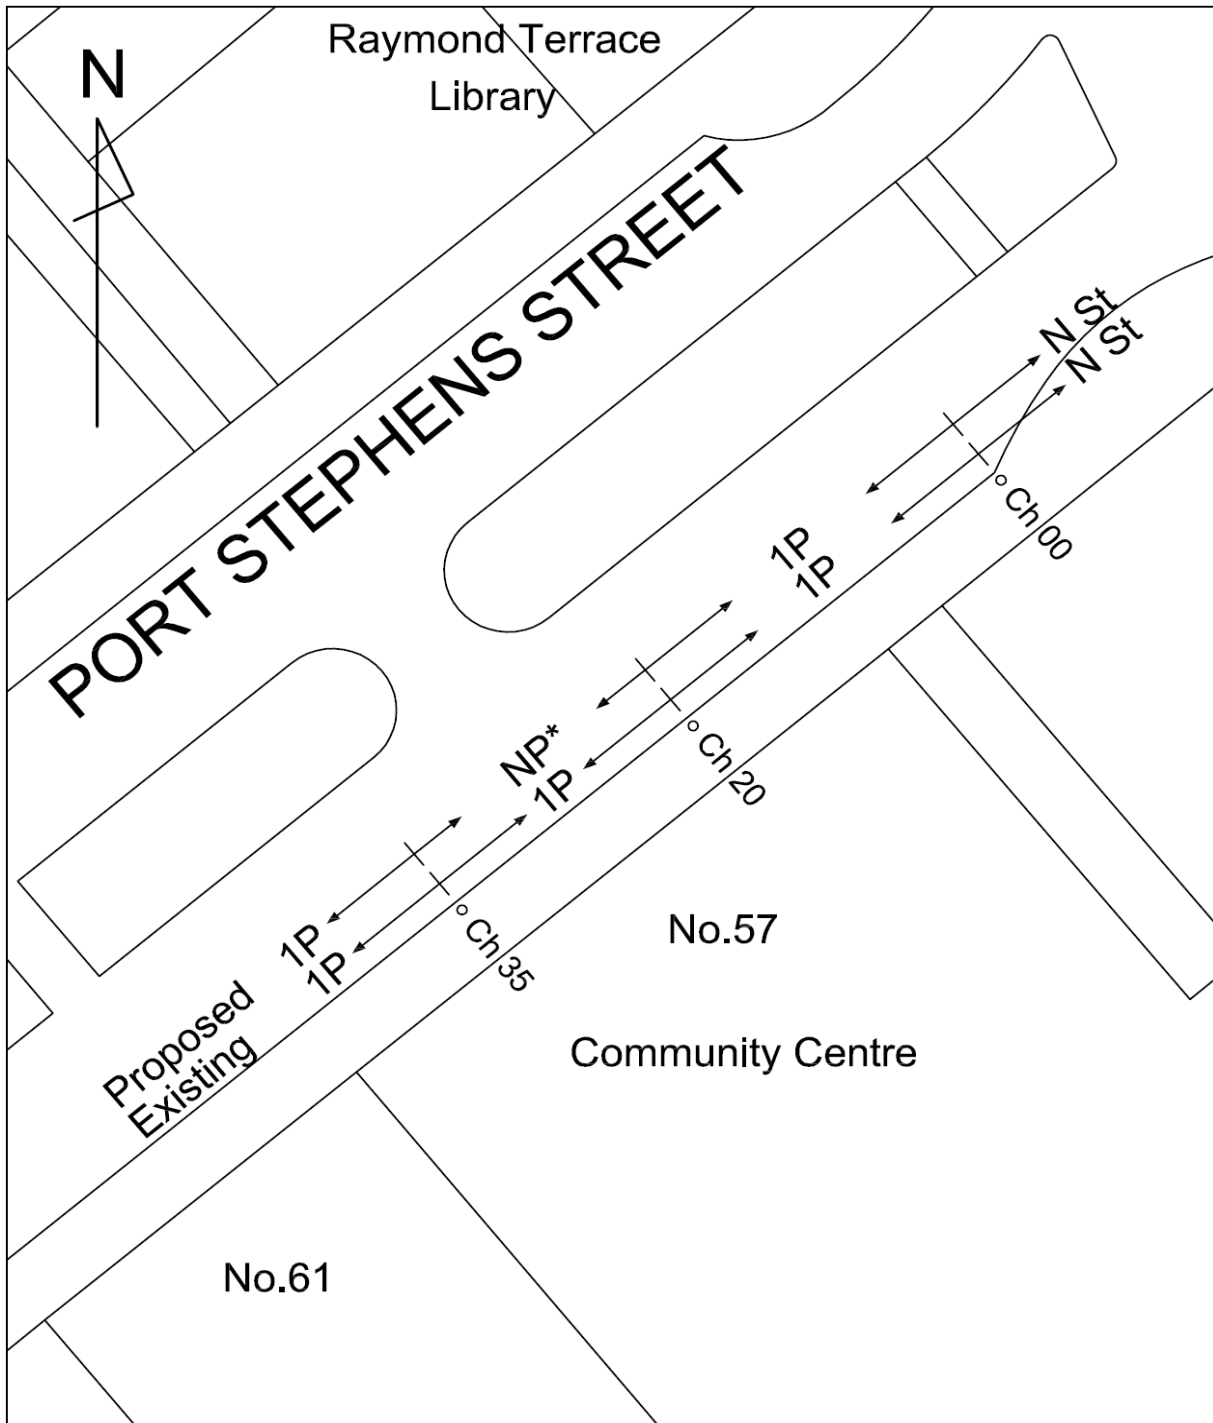 Raymond Terrace
Library
N
PORT STEPHENS STREET
N St
N St
Ch 00
1P
1P
Ch 20
NP*
1P
Ch 35
1P
1P
Proposed
Existing
No.57
Community Centre
No.61